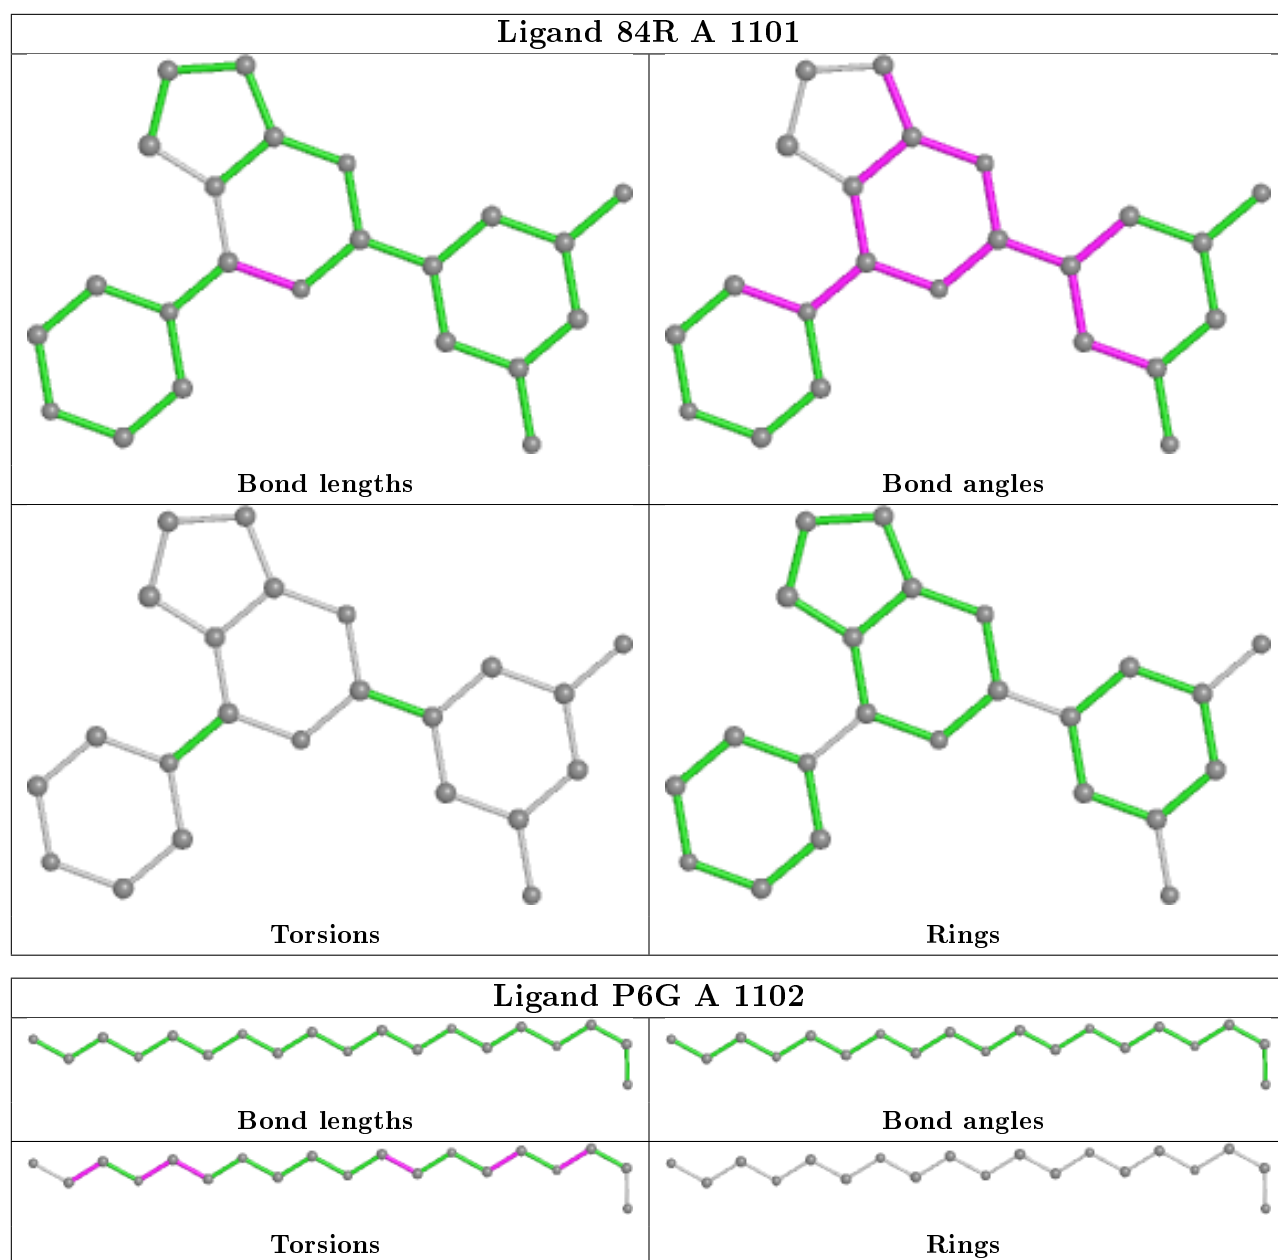 Ligand 84R A 1101
Bond lengths
Bond angles
Torsions
Rings
Ligand P6G A 1102
Bond lengths
Bond angles
Torsions
Rings